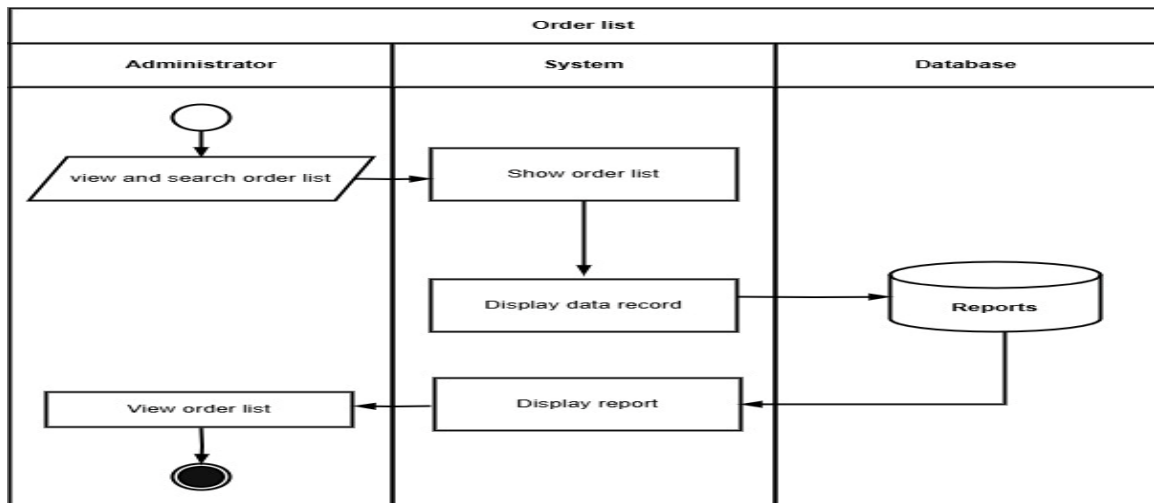 Order list
Administrator
System
Database
view and search order list
Show order list
Display data record
Reports
Display report
View order list